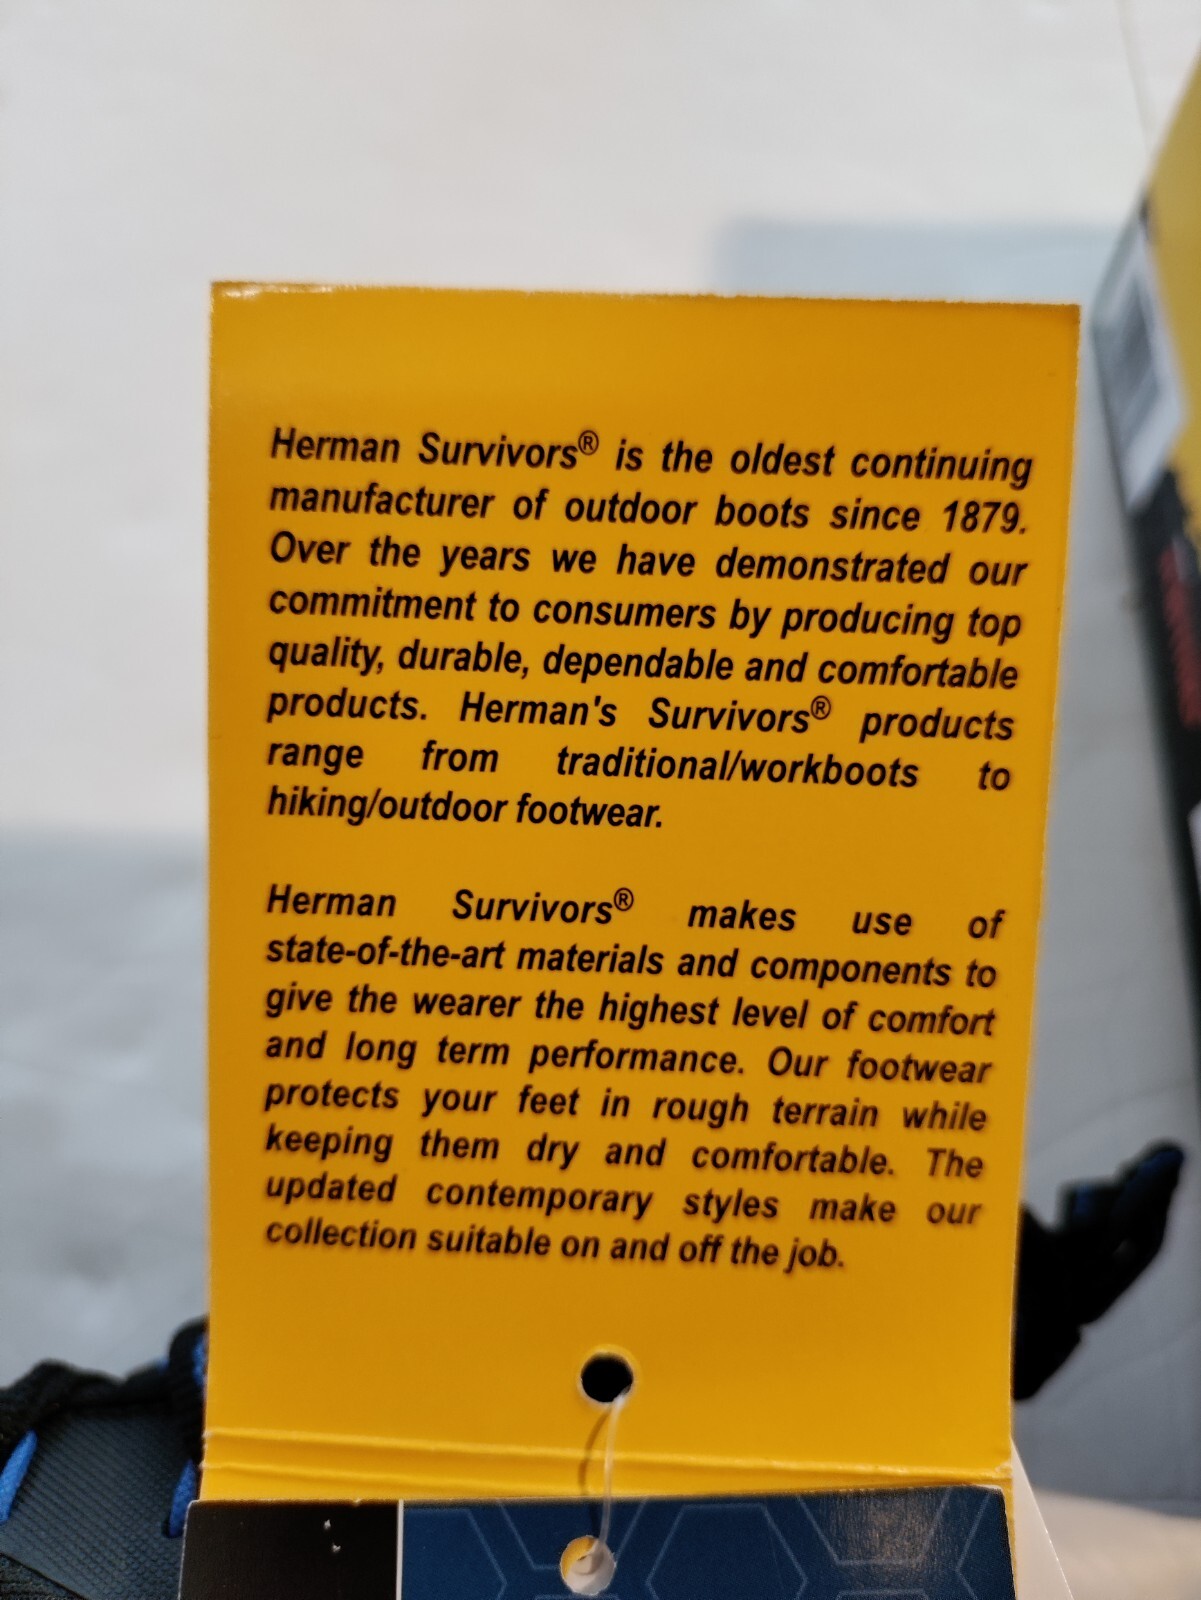 Herman Survivors® is the oldest continuing
manufacturer of outdoor boots since 1879.
Over the years we have demonstrated our
commitment to consumers by producing top
quality, durable, dependable and comfortable
products. Herman's Survivors® products
range from traditional/workboots to
hiking/outdoor footwear.
Herman Survivors® makes use of
state-of-the-art materials and components to
give the wearer the highest level of comfort
and long term performance. Our footwear
protects your feet in rough terrain while
keeping them dry and comfortable. The
updated contemporary styles make our
collection suitable on and off the job.